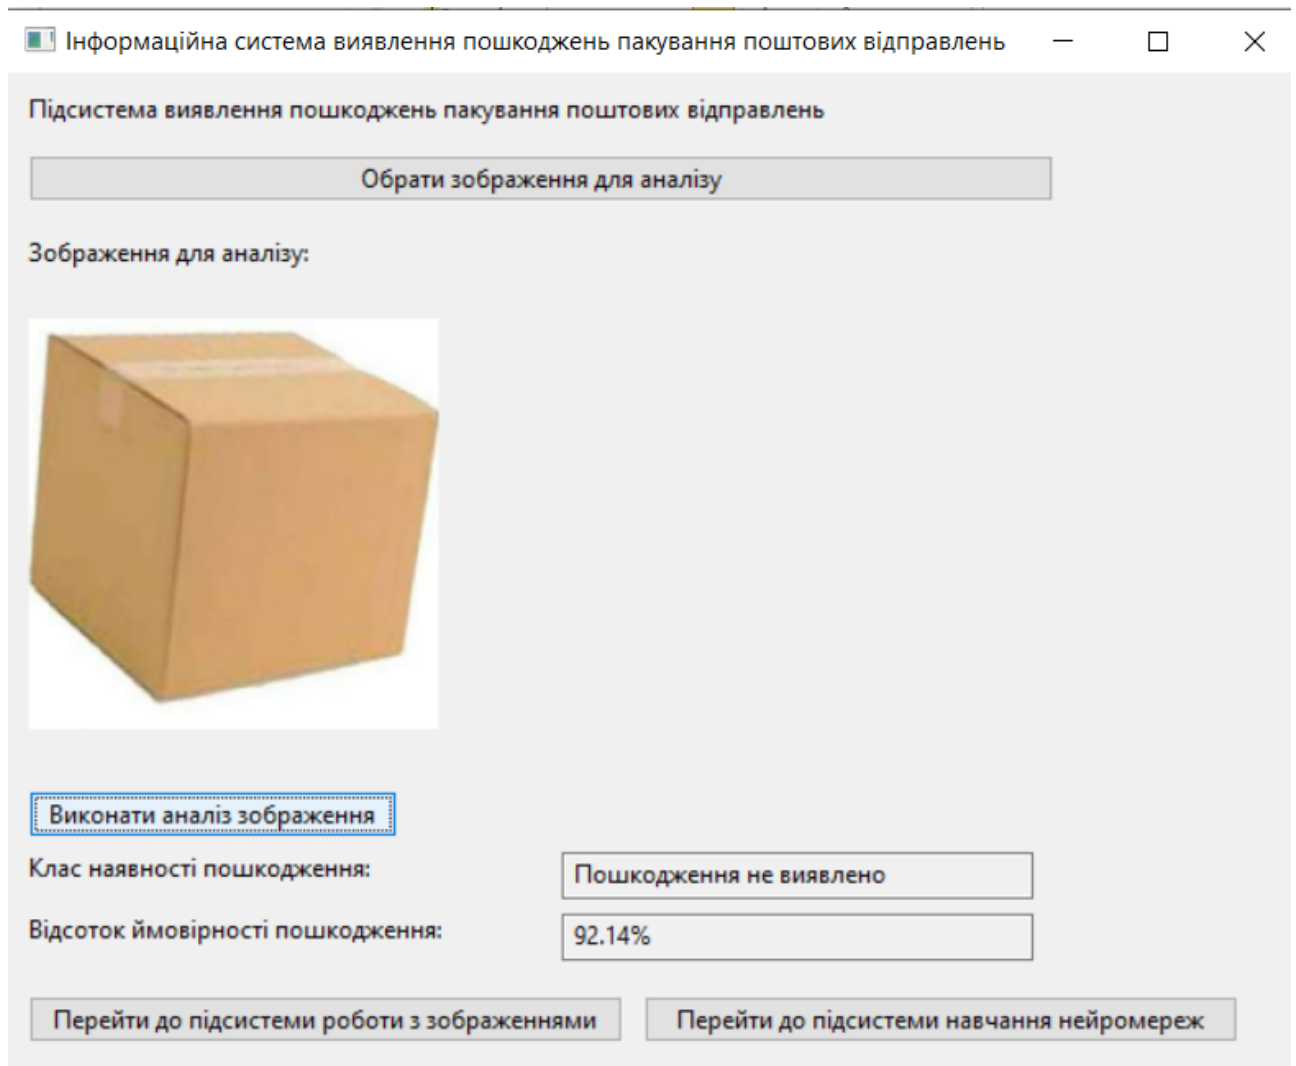 Інформаційна система виявлення пошкоджень пакування поштових відправлень
Підсистема виявлення пошкоджень пакування поштових відправлень
Обрати зображення для аналізу
Зображення для аналізу:
Виконати аналіз зображення
Клас наявності пошкодження:
Пошкодження не виявлено
Відсоток ймовірності пошкодження:
92.14%
Перейти до підсистеми роботи з зображеннями
Перейти до підсистеми навчання нейромереж